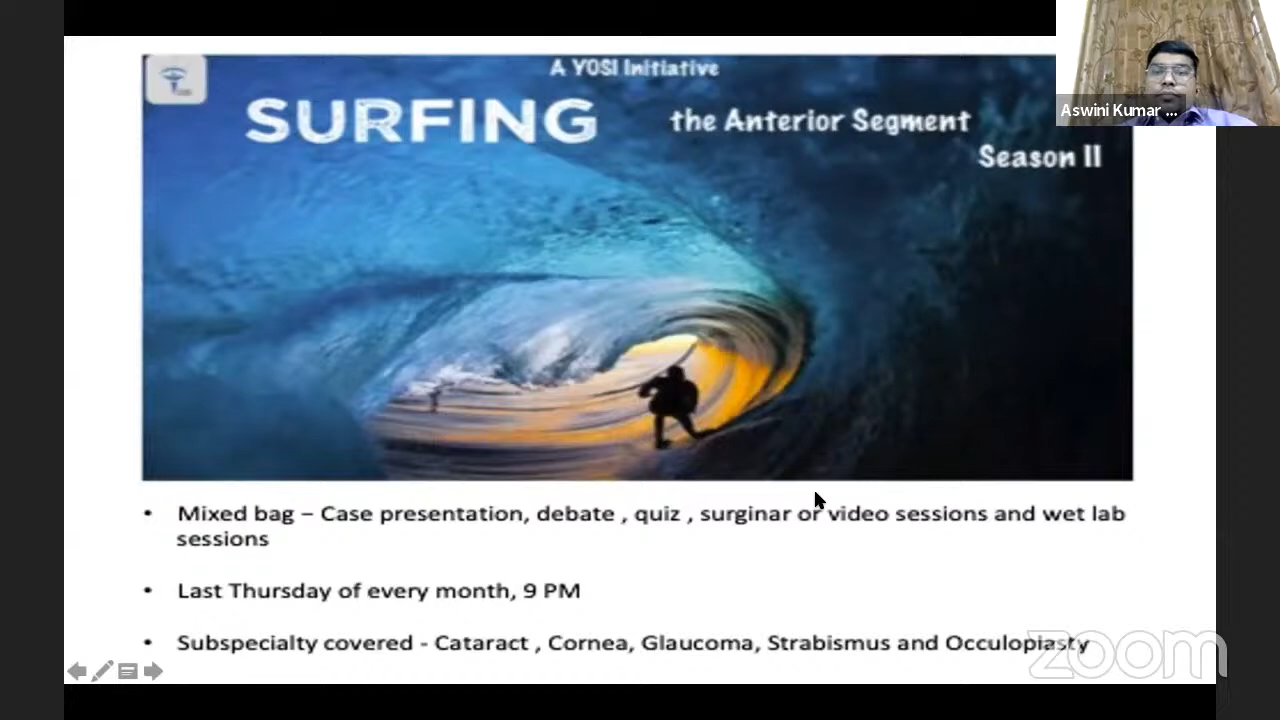 A YOSI Initiative
SURFING
the Anterior Segment
Season II
Aswini Kumar ...
• Mixed bag – Case presentation, debate , quiz , surginar or video sessions and wet lab
sessions
• Last Thursday of every month, 9 PM
• Subspecialty covered - Cataract , Cornea, Glaucoma, Strabismus and Occulopiasty
zoom